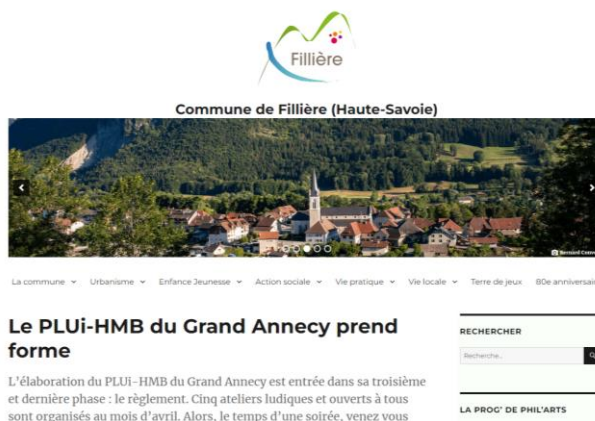 Fillière
Commune de Fillière (Haute-Savoie)
Bernard
La commune Urbanisme Enfance Jeunesse Action sociale Vie pratique Vie locale Terre de jeux 80e anniversaire
Le PLUi-HMB du Grand Annecy prend
forme
L'élaboration du PLUi-HMB du Grand Annecy est entrée dans sa troisième
et dernière phase : le règlement. Cinq ateliers ludiques et ouverts à tous
sont organisés au mois d'avril. Alors, le temps d'une soirée, venez vous
RECHERCHER
Recherche...
LA PROG' DE PHIL'ARTS